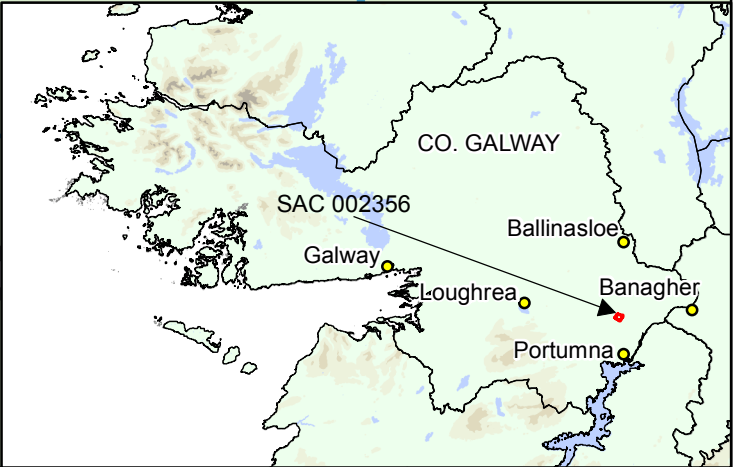 CO. GALWAY
SAC 002356
Ballinasloe
Galway
Banagher
Loughrea
Portumna